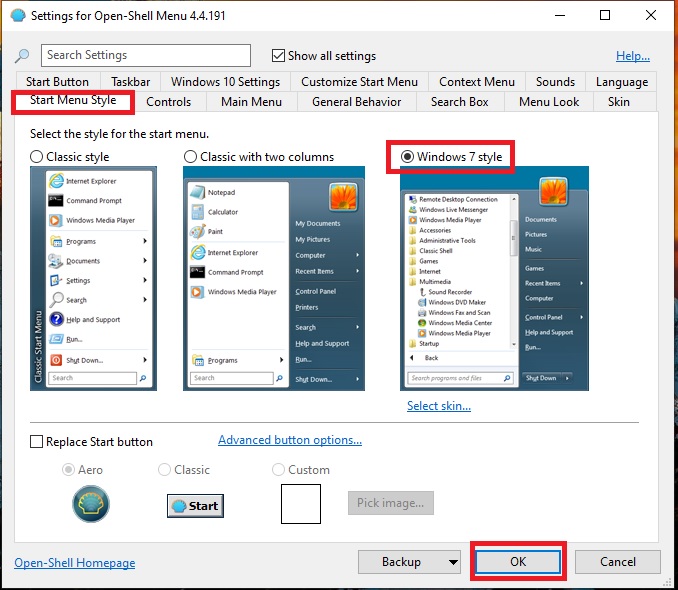 Settings for Open-Shell Menu 4.4.191
Search Settings
Show all settings
Help...
Start Button Taskbar Windows 10 Settings Customize Start Menu Context Menu Sounds Language
Start Menu Style Controls Main Menu General Behavior Search Box Menu Look Skin
Select the style for the start menu.
Classic style
Classic with two columns
Windows 7 style
Classic Start Menu
Internet Explorer
Command Prompt
Windows Media Player
Programs
Documents
Settings
Search
Help and Support
Run...
Shut Down...
Search
Notepad
Calculator
Paint
Internet Explorer
Command Prompt
Windows Media Player
Programs
Search
My Documents
My Pictures
Computer
Recent Items
Control Panel
Printers
Search
Help and Support
Run...
Shut Down...
Remote Desktop Connection
Windows Live Messenger
Windows Media Player
Accessories
Administrative Tools
Classic Shell
Games
Internet
Multimedia
Sound Recorder
Windows DVD Maker
Windows Fax and Scan
Windows Media Center
Windows Media Player
Startup
Back
Search programs and files
Documents
Pictures
Music
Games
Recent Items
Computer
Control Panel
Help and Support
Run...
Shut Down
Select skin...
Replace Start button
Advanced button options...
Aero
Classic
Custom
Start
Pick image...
Open-Shell Homepage
Backup
OK
Cancel